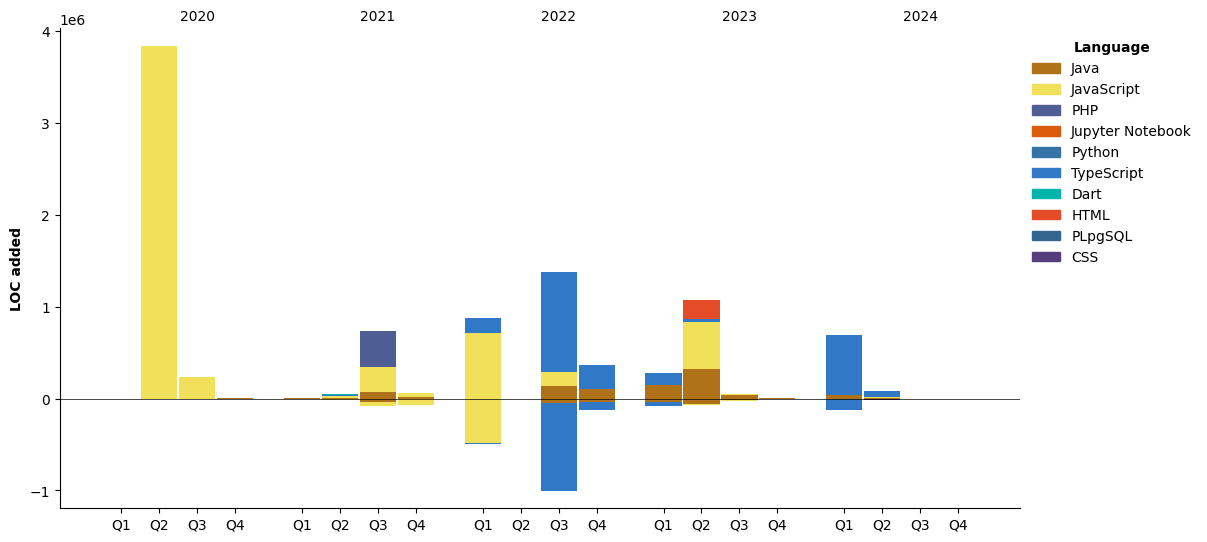 1e6
2020 2021 2022 2023 2024
4
3
2
1
0
−1
LOC added
Q1 Q2 Q3 Q4 Q1 Q2 Q3 Q4 Q1 Q2 Q3 Q4 Q1 Q2 Q3 Q4 Q1 Q2 Q3 Q4
Language
Java
JavaScript
PHP
Jupyter Notebook
Python
TypeScript
Dart
HTML
PLpgSQL
CSS